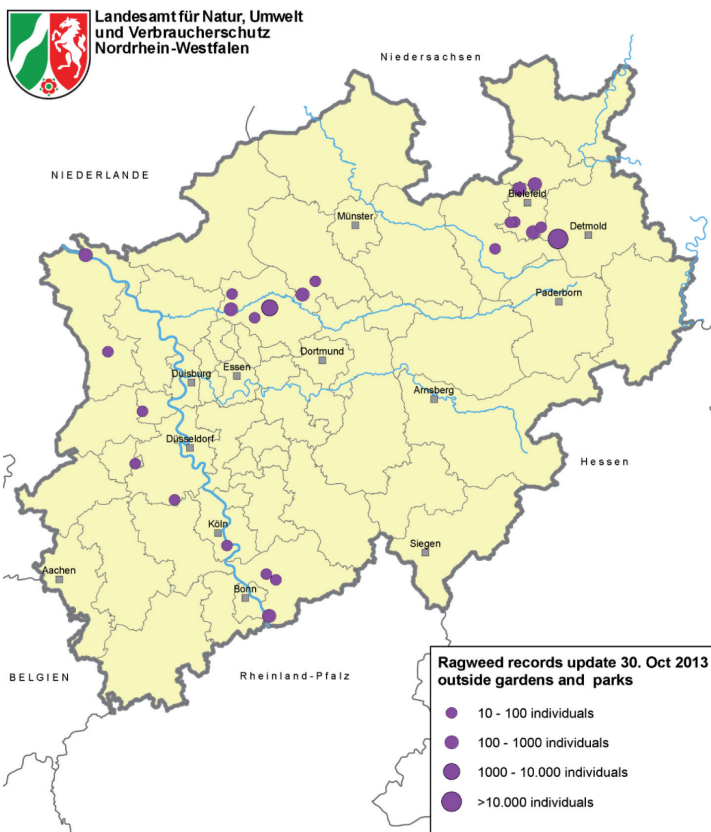 Landesamt für Natur, Umwelt
und Verbraucherschutz
Nordrhein-Westfalen
Niedersachsen
NIEDERLANDE
Bielefeld
Münster
Detmold
Paderborn
Dortmund
Essen
Duisburg
Arnsberg
Düsseldorf
Hessen
Köln
Siegen
Aachen
Bonn
BELGIEN
Rheinland-Pfalz
Ragweed records update 30. Oct 2013
outside gardens and parks
10 - 100 individuals
100 - 1000 individuals
1000 - 10.000 individuals
>10.000 individuals